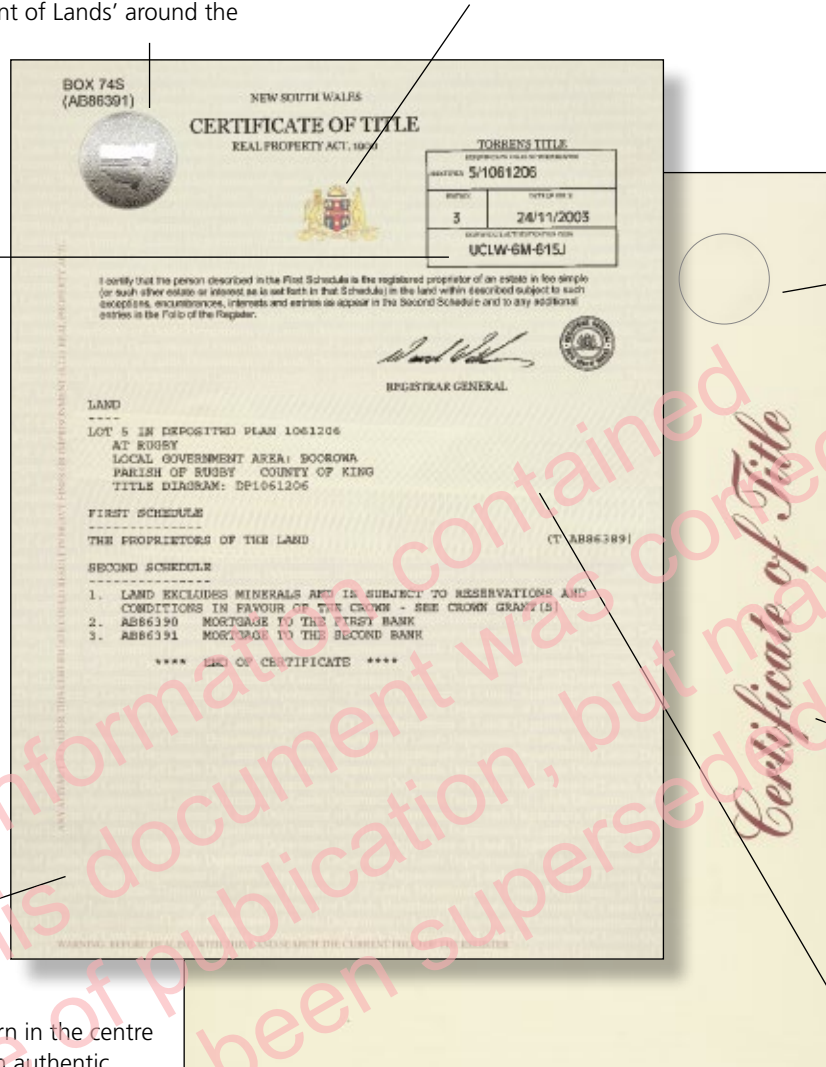 nt of Lands’ around the
BOX 74S
(AB86391)
NEW SOUTH WALES
CERTIFICATE OF TITLE
REAL PROPERTY ACT, 1900
TORRENS TITLE
5/1061206
3
24/11/2003
UCLW-6M-615J
I certify that the person described in the First Schedule is the registered proprietor of an estate in fee simple
(or such other estate or interest as is set forth in that Schedule) in the land within described subject to such
exceptions, encumbrances, interests and entries as appear in the Second Schedule and to any additional
entries in the Folio of the Register.
REGISTRAR GENERAL
LAND
----
LOT 5 IN DEPOSITED PLAN 1061206
AT RUGBY
LOCAL GOVERNMENT AREA: BOOROWA
PARISH OF RUGBY COUNTY OF KING
TITLE DIAGRAM: DP1061206
FIRST SCHEDULE
--------------
THE PROPRIETORS OF THE LAND (T AB86389)
SECOND SCHEDULE
---------------
1. LAND EXCLUDES MINERALS AND IS SUBJECT TO RESERVATIONS AND
CONDITIONS IN FAVOUR OF THE CROWN - SEE CROWN GRANT(S)
2. AB86390 MORTGAGE TO THE FIRST BANK
3. AB86391 MORTGAGE TO THE SECOND BANK
**** END OF CERTIFICATE ****
Certificate of Title
nformation contained
is document was correc
e of publication, but may
been superseded
rn in the centre
authentic